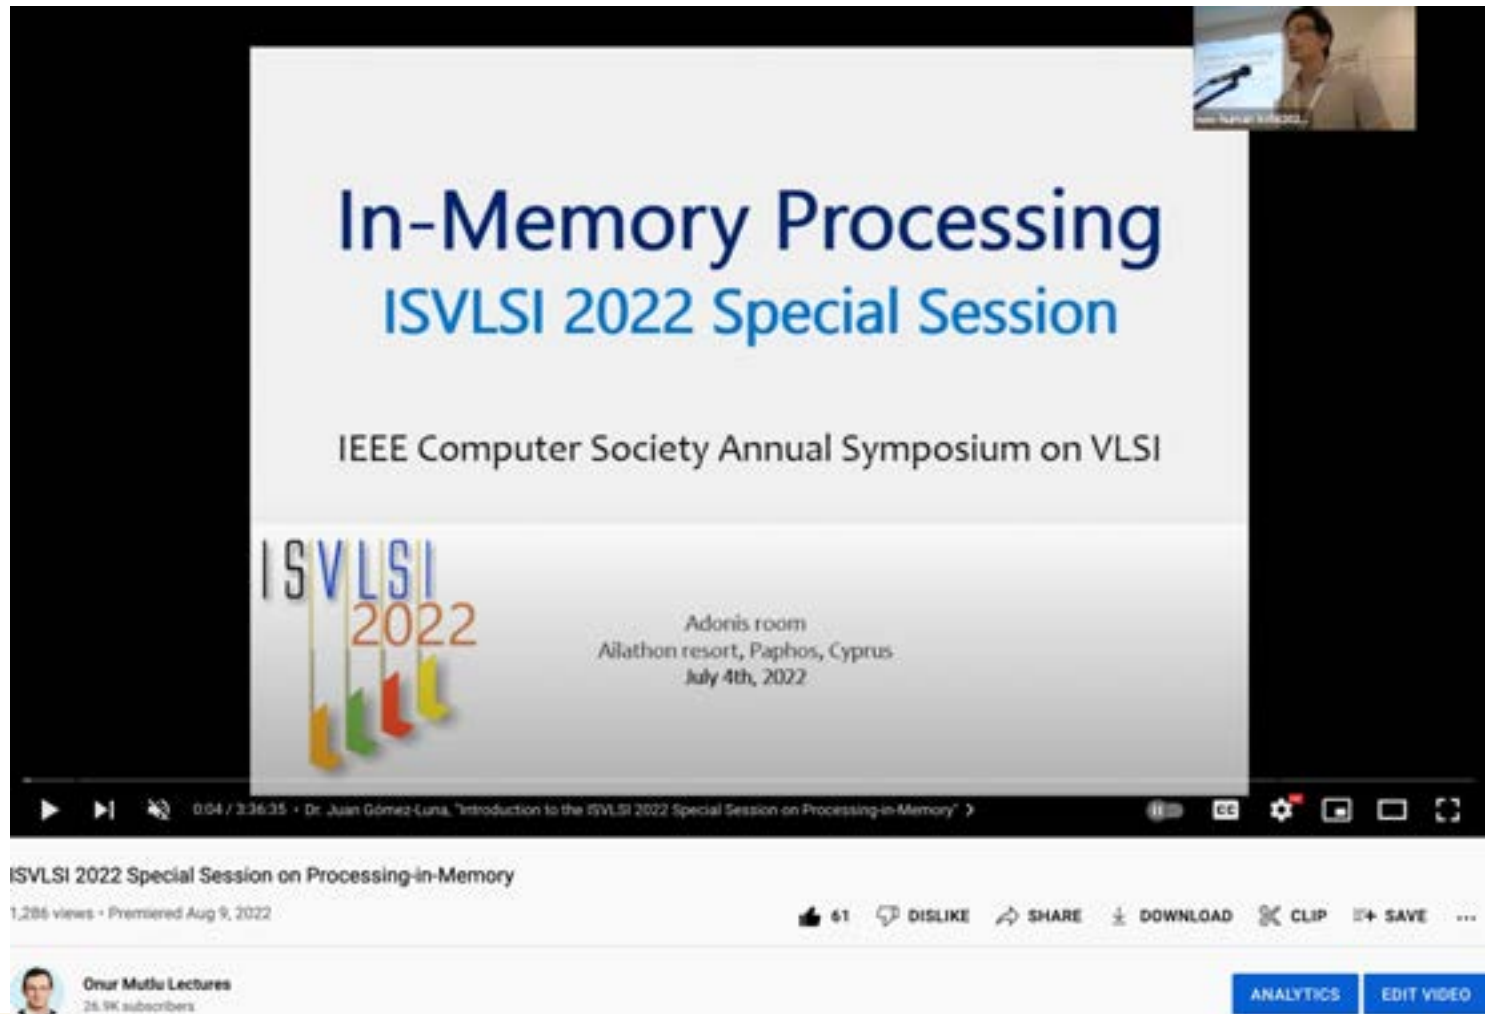 In-Memory Processing
ISVLSI 2022 Special Session
IEEE Computer Society Annual Symposium on VLSI
ISVLSI
2022
Adonis room
Ailathon resort, Paphos, Cyprus
July 4th, 2022
0:04 / 3:36:35 • Dr. Juan Gómez-Luna, "Introduction to the ISVLSI 2022 Special Session on Processing-in-Memory" >
CC
ISVLSI 2022 Special Session on Processing-in-Memory
1,286 views • Premiered Aug 9, 2022
61 DISLIKE SHARE DOWNLOAD CLIP SAVE ...
Onur Mutlu Lectures
26.9K subscribers
ANALYTICS EDIT VIDEO